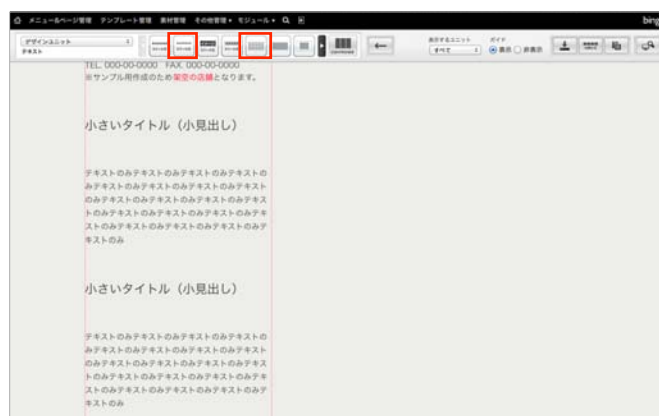 メニュー&ページ管理 テンプレート管理 素材管理 その他管理 モジュール
bing
デザインユニット
テキスト
表示するユニット
すべて
ガイド
表示 非表示
TEL. 000-00-0000 FAX. 000-00-0000
※サンプル用作成のため架空の店舗となります。
小さいタイトル（小見出し）
テキストのみテキストのみテキストのみテキストの
みテキストのみテキストのみテキストのみテキスト
のみテキストのみテキストのみテキストのみテキス
トのみテキストのみテキストのみテキストのみテキ
ストのみテキストのみテキストのみテキストのみテ
キストのみ
小さいタイトル（小見出し）
テキストのみテキストのみテキストのみテキストの
みテキストのみテキストのみテキストのみテキスト
のみテキストのみテキストのみテキストのみテキス
トのみテキストのみテキストのみテキストのみテキ
ストのみテキストのみテキストのみテキストのみテ
キストのみ